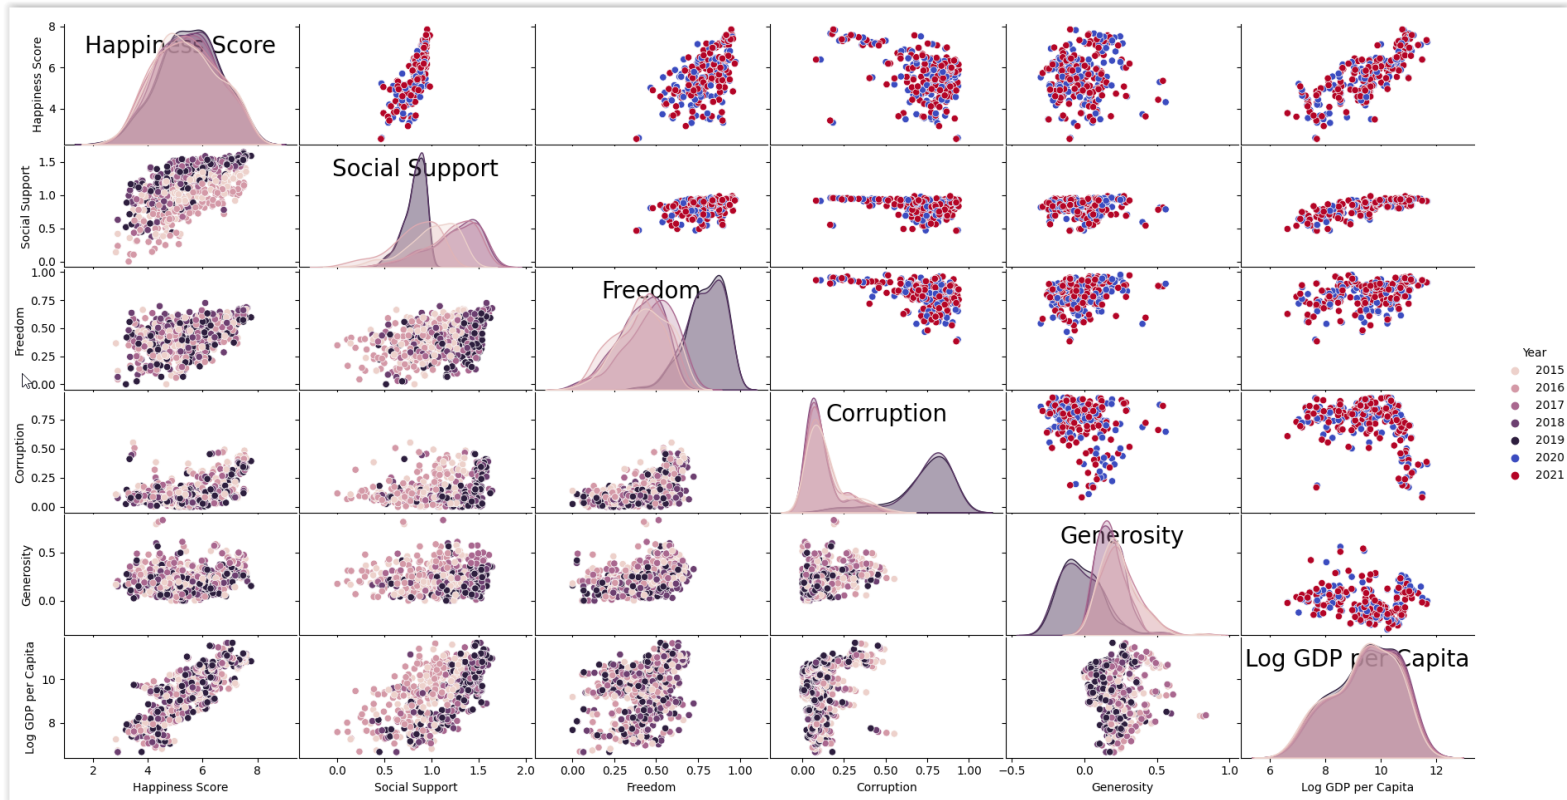 Happiness Score
8
6
4
Happiness Score
Social Support
1.5
1.0
0.5
0.0
Social Support
Freedom
1.00
0.75
0.50
0.25
0.00
Freedom
Corruption
0.75
0.50
0.25
0.00
Corruption
Generosity
0.5
0.0
Generosity
Log GDP per Capita
10
8
Log GDP per Capita
2 4 6 8
Happiness Score
0.0 0.5 1.0 1.5 2.0
Social Support
0.00 0.25 0.50 0.75 1.00
Freedom
0.00 0.25 0.50 0.75 1.00
Corruption
−0.5 0.0 0.5 1.0
Generosity
6 8 10 12
Log GDP per Capita
Year
2015
2016
2017
2018
2019
2020
2021